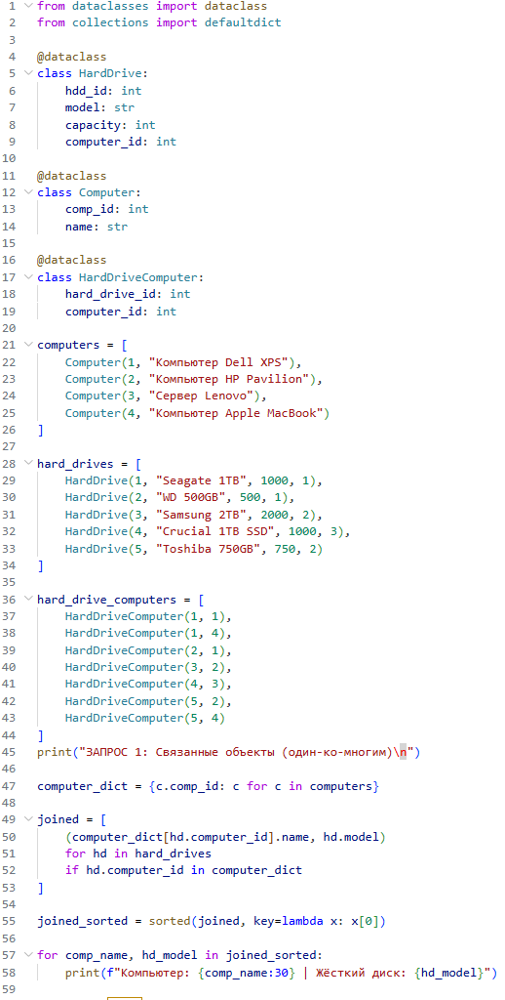 1 from dataclasses import dataclass
2 from collections import defaultdict
3
4 @dataclass
5 class HardDrive:
6     hdd_id: int
7     model: str
8     capacity: int
9     computer_id: int
10
11 @dataclass
12 class Computer:
13     comp_id: int
14     name: str
15
16 @dataclass
17 class HardDriveComputer:
18     hard_drive_id: int
19     computer_id: int
20
21 computers = [
22     Computer(1, "Компьютер Dell XPS"),
23     Computer(2, "Компьютер HP Pavilion"),
24     Computer(3, "Сервер Lenovo"),
25     Computer(4, "Компьютер Apple MacBook")
26 ]
27
28 hard_drives = [
29     HardDrive(1, "Seagate 1TB", 1000, 1),
30     HardDrive(2, "WD 500GB", 500, 1),
31     HardDrive(3, "Samsung 2TB", 2000, 2),
32     HardDrive(4, "Crucial 1TB SSD", 1000, 3),
33     HardDrive(5, "Toshiba 750GB", 750, 2)
34 ]
35
36 hard_drive_computers = [
37     HardDriveComputer(1, 1),
38     HardDriveComputer(1, 4),
39     HardDriveComputer(2, 1),
40     HardDriveComputer(3, 2),
41     HardDriveComputer(4, 3),
42     HardDriveComputer(5, 2),
43     HardDriveComputer(5, 4)
44 ]
45 print("ЗАПРОС 1: Связанные объекты (один-ко-многим)\n")
46
47 computer_dict = {c.comp_id: c for c in computers}
48
49 joined = [
50     (computer_dict[hd.computer_id].name, hd.model)
51     for hd in hard_drives
52     if hd.computer_id in computer_dict
53 ]
54
55 joined_sorted = sorted(joined, key=lambda x: x[0])
56
57 for comp_name, hd_model in joined_sorted:
58     print(f"Компьютер: {comp_name:30} | Жёсткий диск: {hd_model}")
59